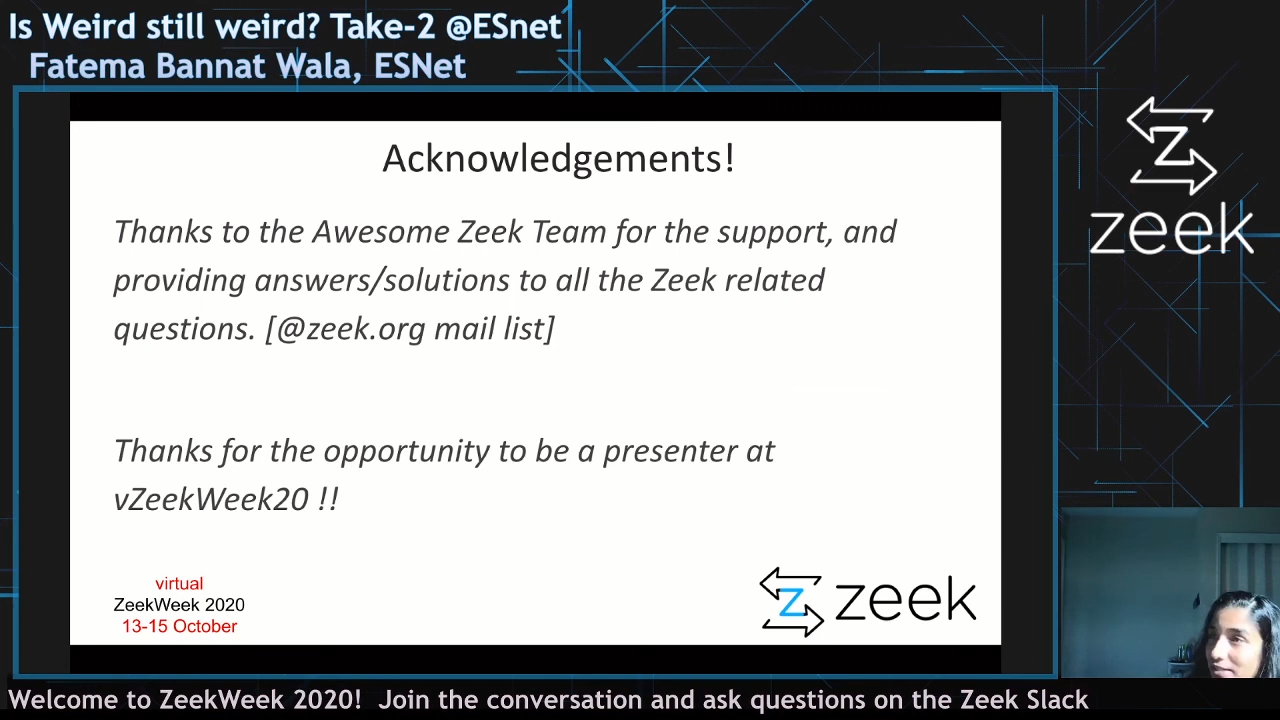 Is Weird still weird? Take-2 @ESnet
Fatema Bannat Wala, ESNet
zeek
Acknowledgements!
Thanks to the Awesome Zeek Team for the support, and
providing answers/solutions to all the Zeek related
questions. [@zeek.org mail list]
Thanks for the opportunity to be a presenter at
vZeekWeek20 !!
virtual
ZeekWeek 2020
13-15 October
zeek
Welcome to ZeekWeek 2020! Join the conversation and ask questions on the Zeek Slack